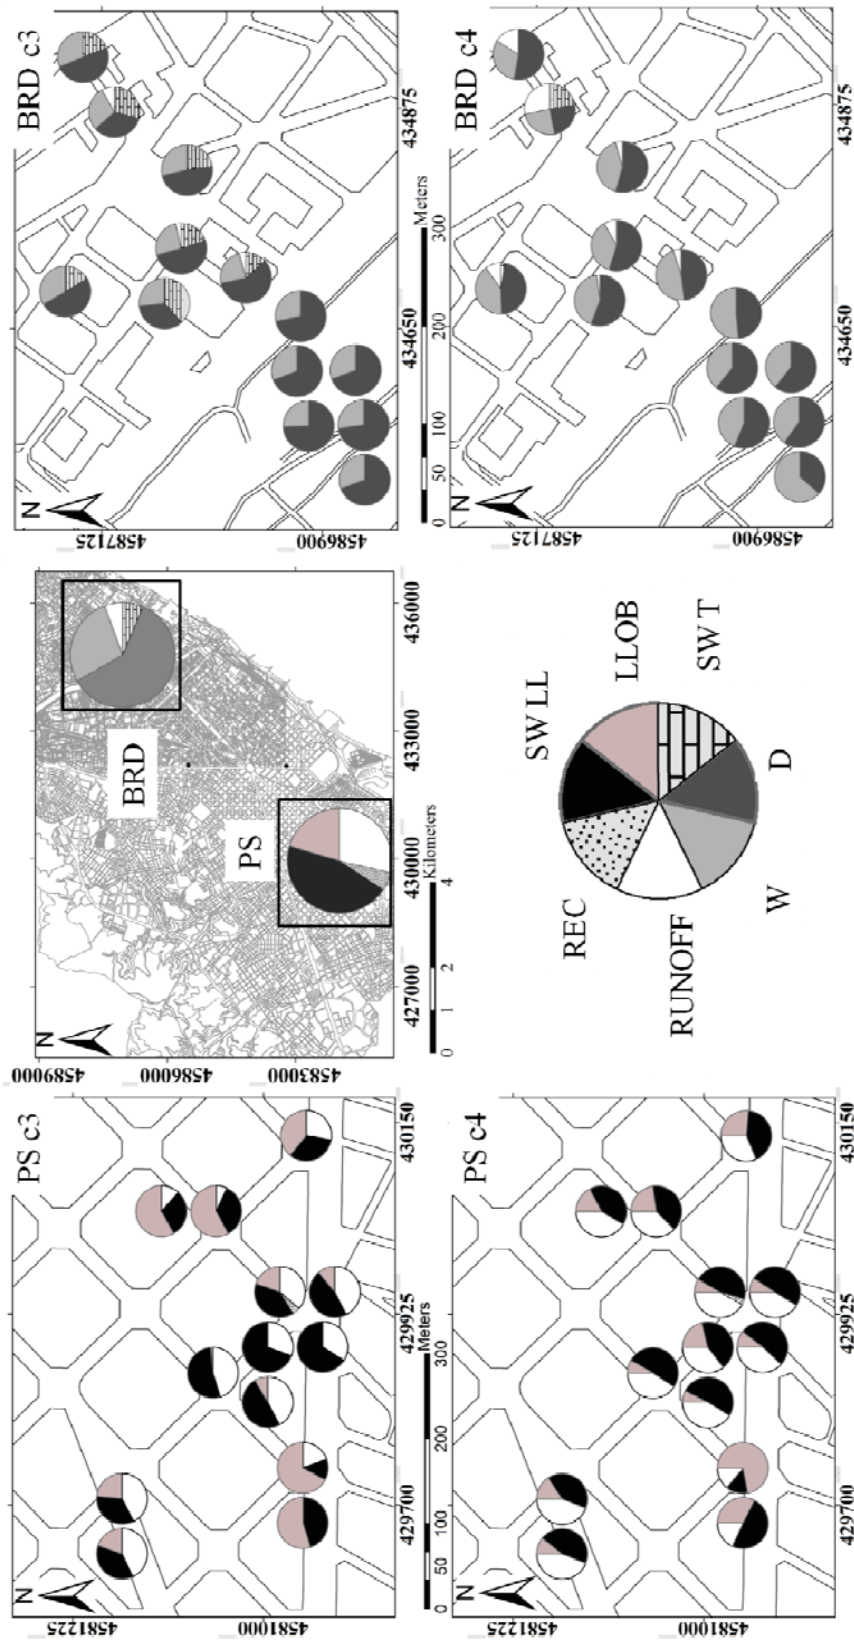 PS c3
N
4581225
4581000
429700
429925
430150
0 50 100 200 300
Meters
PS c4
N
4581225
4581000
429700
429925
430150
N
BRD
PS
4589000
4586000
4583000
427000
430000
433000
436000
0 1 2 4
Kilometers
REC
SW LL
LLOB
RUNOFF
W
D
SW T
BRD c3
N
4587125
4586900
434650
434875
0 50 100 200 300
Meters
BRD c4
N
4587125
4586900
434650
434875